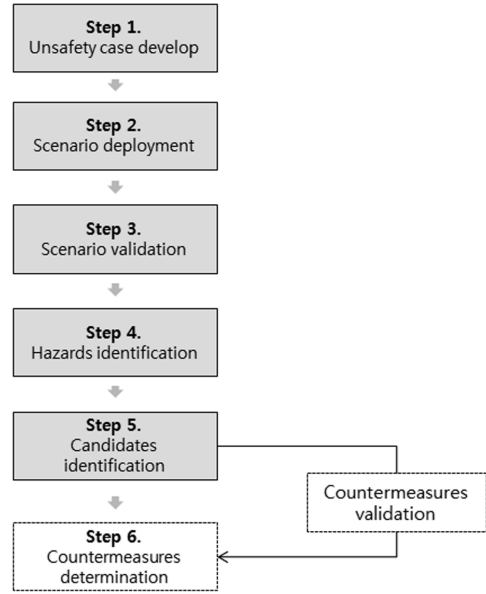 Step 1.
Unsafety case develop
Step 2.
Scenario deployment
Step 3.
Scenario validation
Step 4.
Hazards identification
Step 5.
Candidates
identification
Countermeasures
validation
Step 6.
Countermeasures
determination